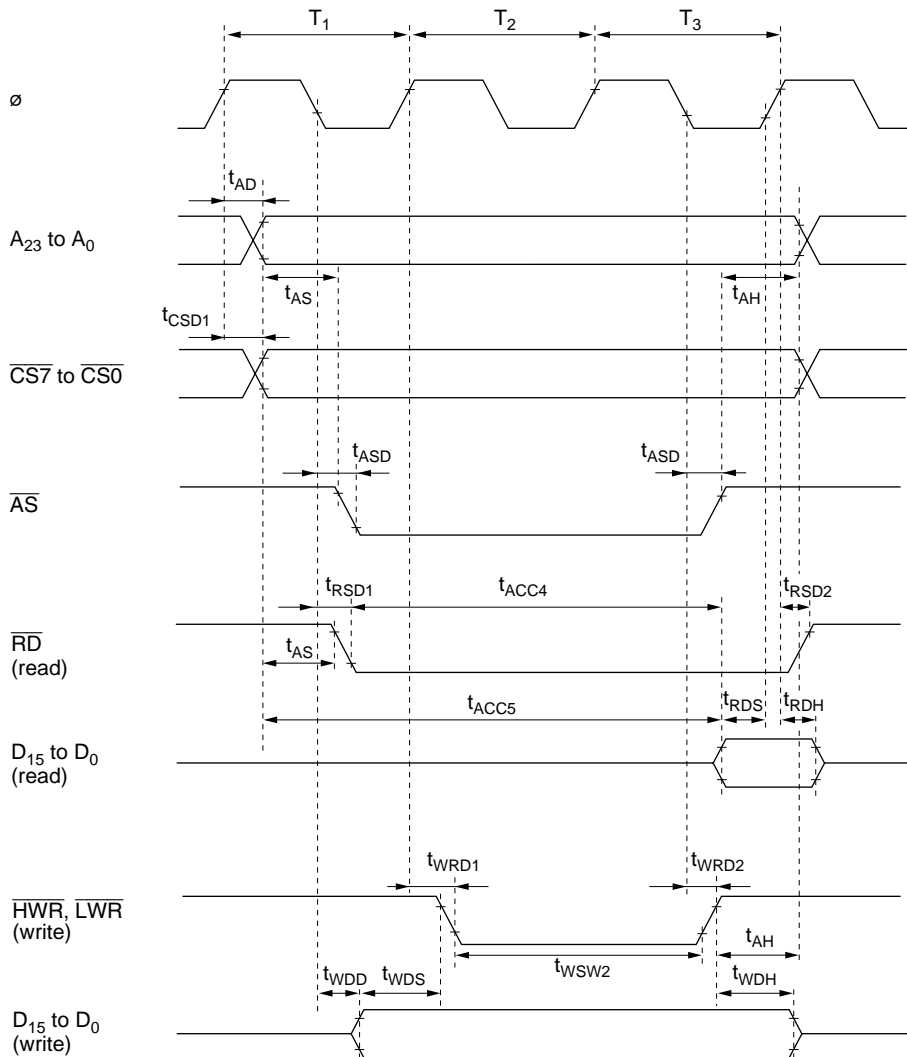 T1 T2 T3
ø
tAD
A23 to A0
tAS tAH
tCSD1
CS7 to CS0
tASD tASD
AS
tRSD1 tACC4 tRSD2
RD
(read)
tAS
tACC5 tRDS tRDH
D15 to D0
(read)
tWRD1 tWRD2
HWR, LWR
(write)
tAH
tWSW2
tWDD tWDS tWDH
D15 to D0
(write)